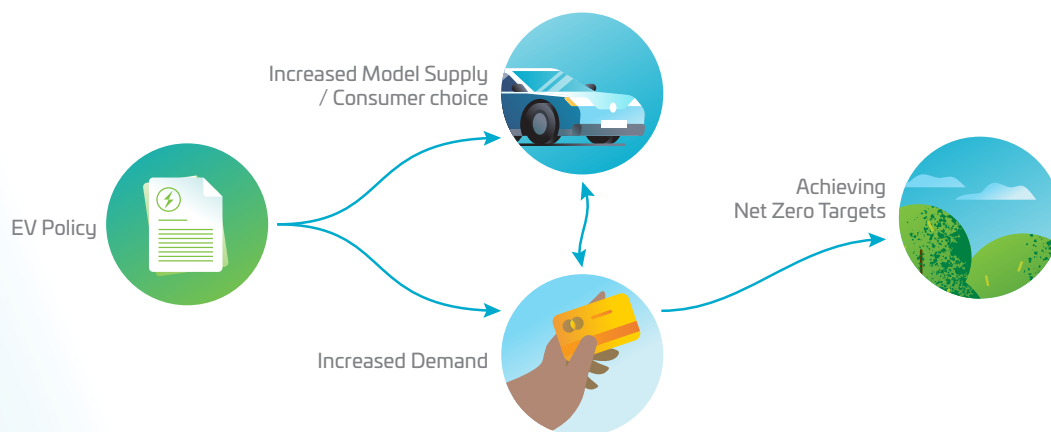 Increased Model Supply
/ Consumer choice
EV Policy
Achieving
Net Zero Targets
Increased Demand